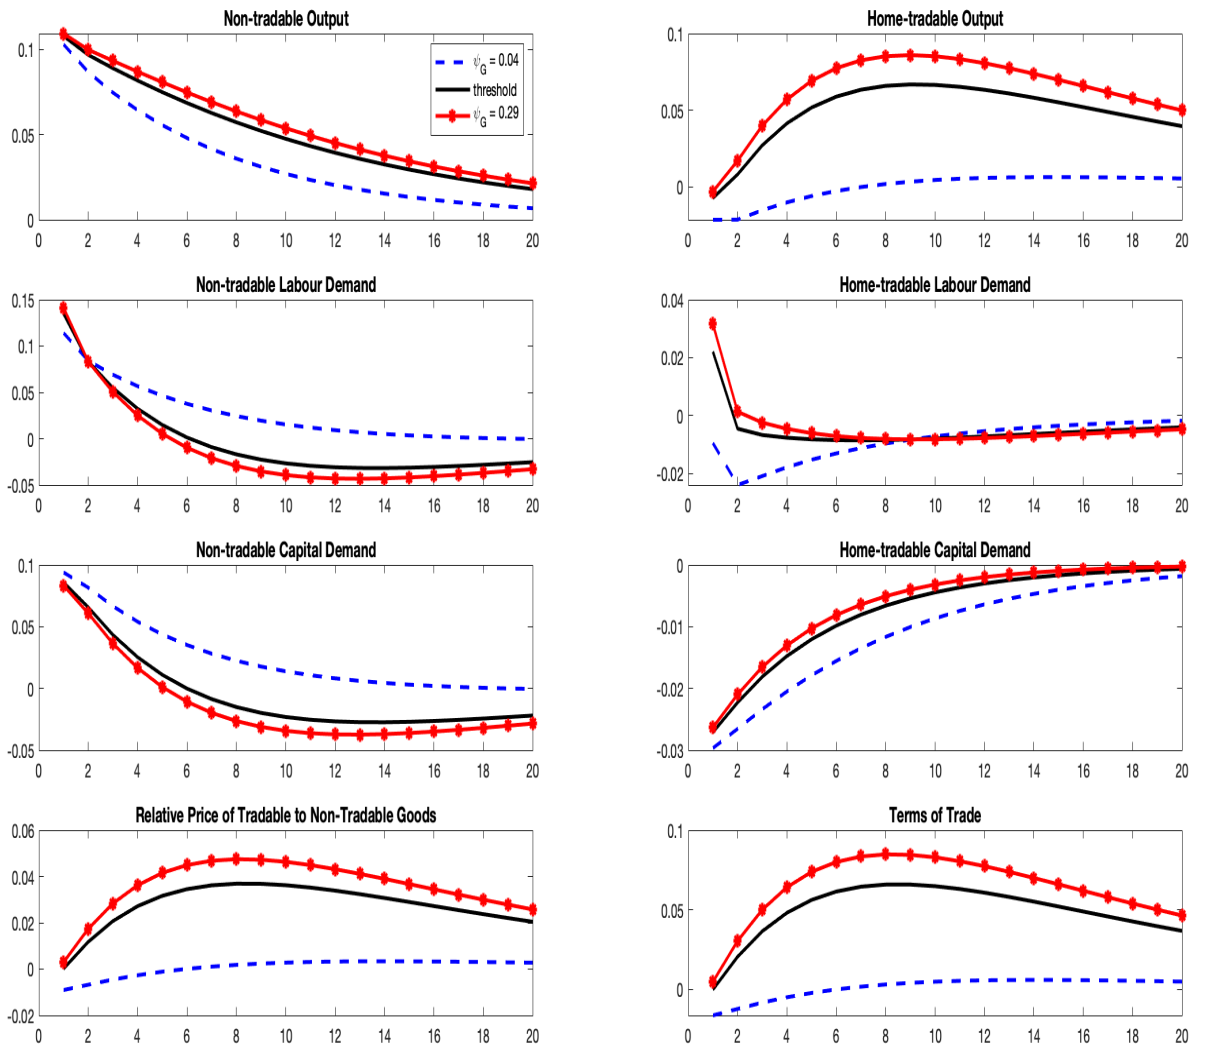 Non-tradable Output
0.1
0.05
0
0 2 4 6 8 10 12 14 16 18 20
ψG = 0.04
threshold
ψG = 0.29
Home-tradable Output
0.1
0.05
0
0 2 4 6 8 10 12 14 16 18 20
Non-tradable Labour Demand
0.15
0.1
0.05
0
-0.05
0 2 4 6 8 10 12 14 16 18 20
Home-tradable Labour Demand
0.04
0.02
0
-0.02
0 2 4 6 8 10 12 14 16 18 20
Non-tradable Capital Demand
0.1
0.05
0
-0.05
0 2 4 6 8 10 12 14 16 18 20
Home-tradable Capital Demand
0
-0.01
-0.02
-0.03
0 2 4 6 8 10 12 14 16 18 20
Relative Price of Tradable to Non-Tradable Goods
0.06
0.04
0.02
0
-0.02
0 2 4 6 8 10 12 14 16 18 20
Terms of Trade
0.1
0.05
0
0 2 4 6 8 10 12 14 16 18 20